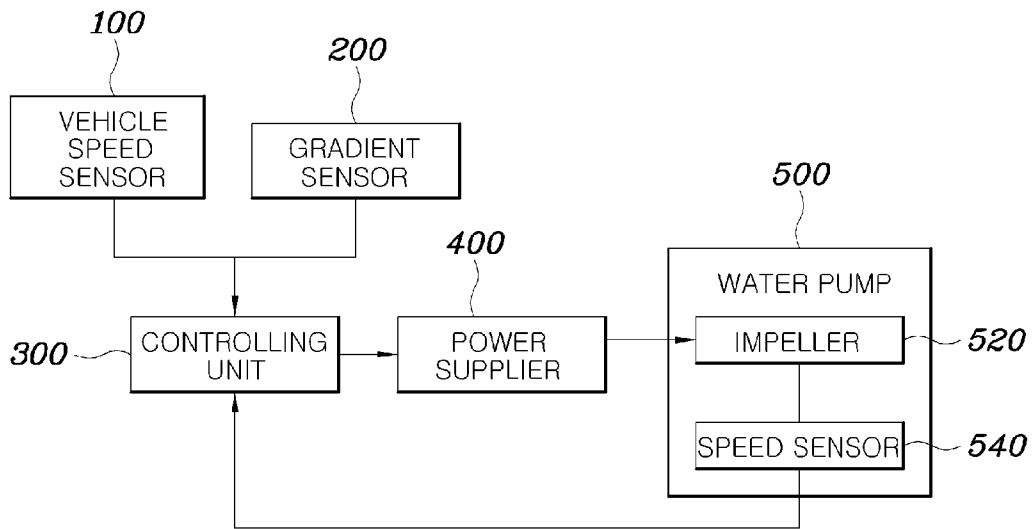 100
VEHICLE
SPEED
SENSOR
200
GRADIENT
SENSOR
300
CONTROLLING
UNIT
400
POWER
SUPPLIER
500
WATER PUMP
IMPELLER
520
SPEED SENSOR
540